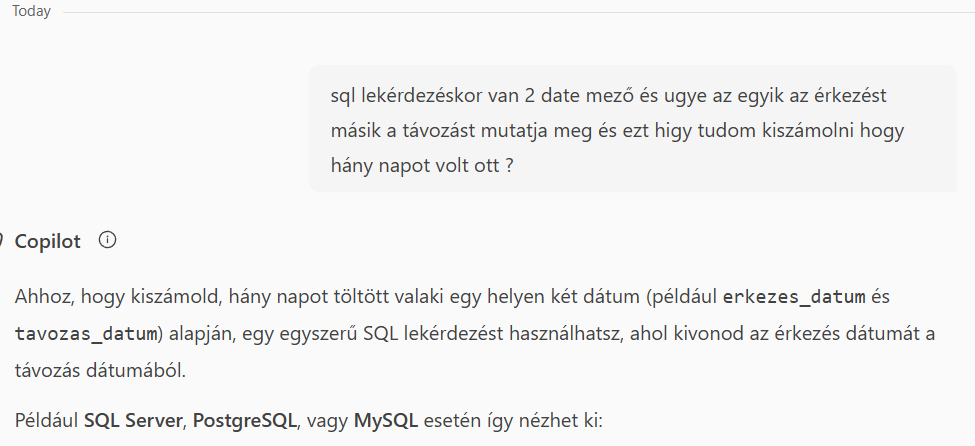 Today
sql lekérdezéskor van 2 date mező és ugye az egyik az érkezést
másik a távozást mutatja meg és ezt higy tudom kiszámolni hogy
hány napot volt ott ?
Copilot
Ahhoz, hogy kiszámold, hány napot töltött valaki egy helyen két dátum (például erkezes_datum és
tavozas_datum) alapján, egy egyszerű SQL lekérdezést használhatsz, ahol kivonod az érkezés dátumát a
távozás dátumából.
Például SQL Server, PostgreSQL, vagy MySQL esetén így nézhet ki: